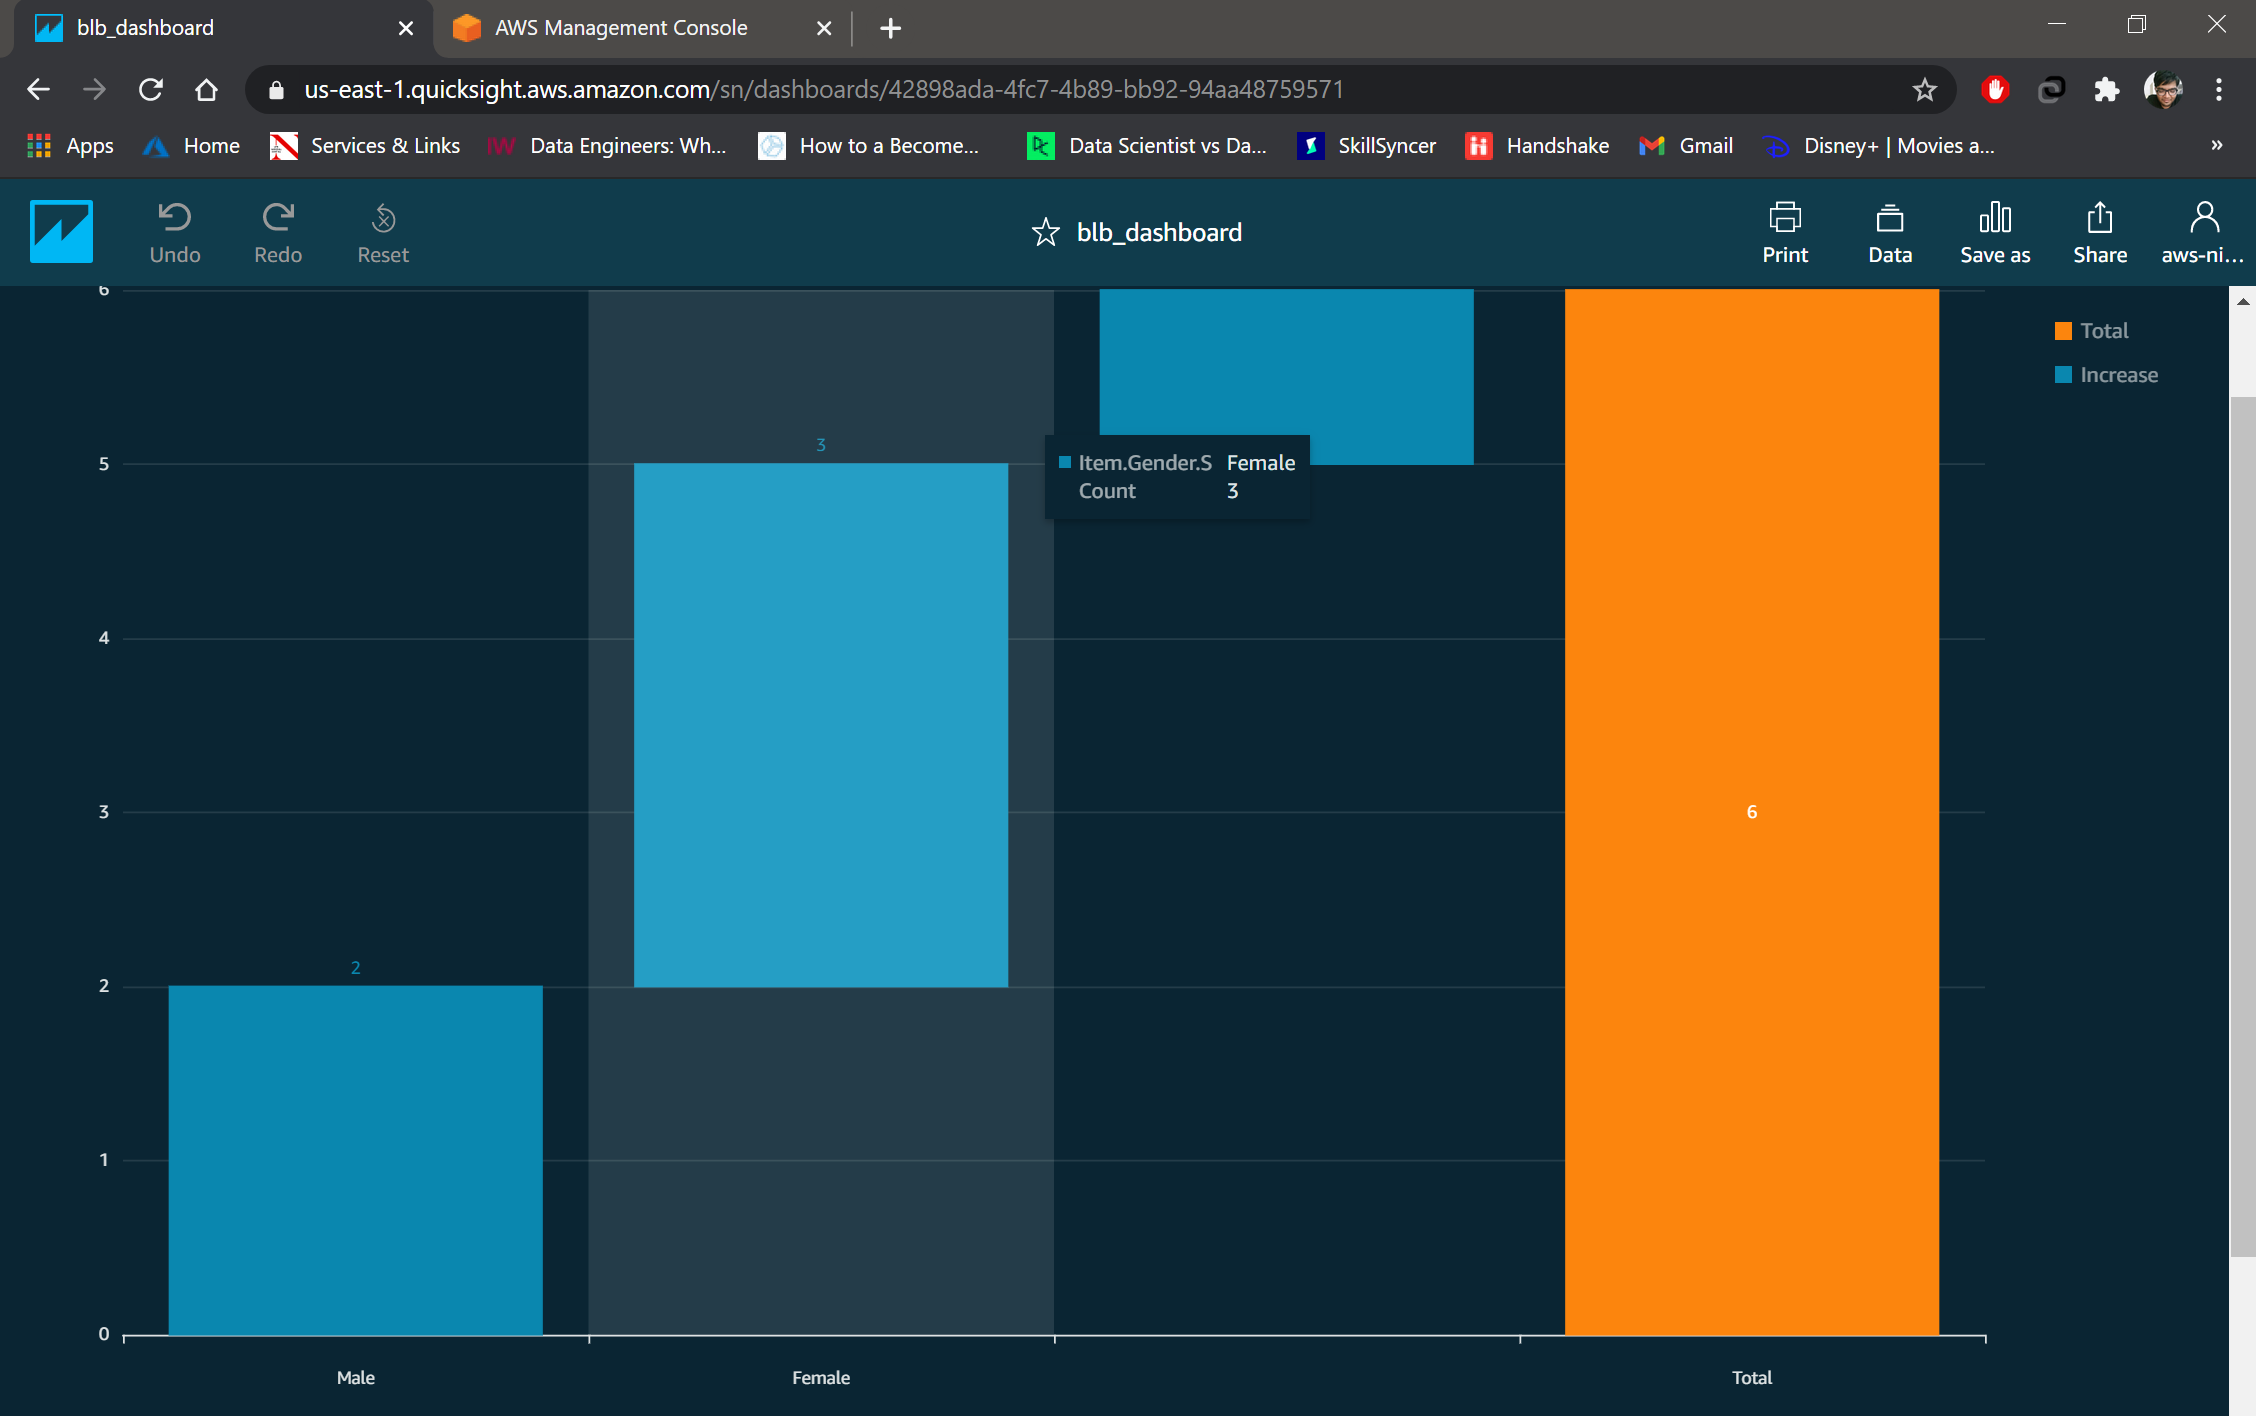 blb_dashboard
AWS Management Console
us-east-1.quicksight.aws.amazon.com/sn/dashboards/42898ada-4fc7-4b89-bb92-94aa48759571
Apps Home Services & Links IW Data Engineers: Wh... How to a Become... DC Data Scientist vs Da... SkillSyncer Handshake Gmail Disney+ | Movies a... »
Undo Redo Reset
blb_dashboard
Print Data Save as Share aws-ni...
6
Total
Increase
3
5
Item.Gender.S Female
Count 3
4
3
6
2
2
1
0
Male Female Total